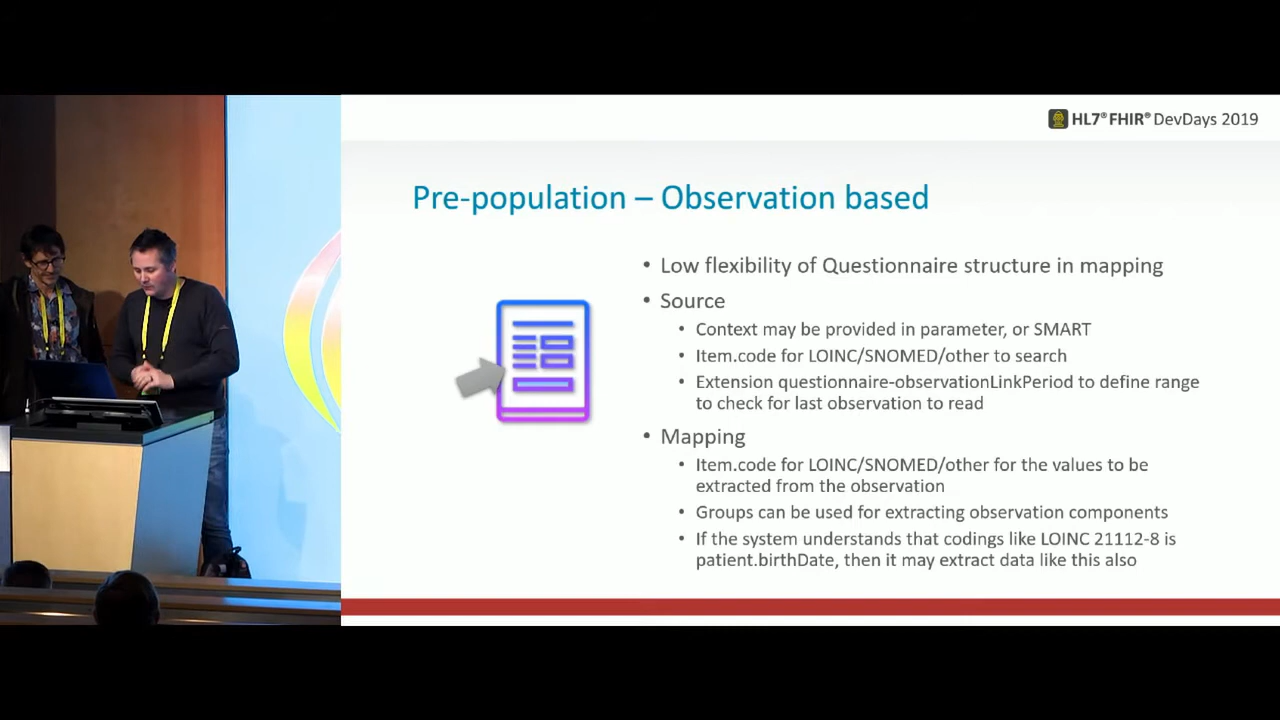 HL7® FHIR® DevDays 2019
Pre-population – Observation based
• Low flexibility of Questionnaire structure in mapping
• Source
• Context may be provided in parameter, or SMART
• Item.code for LOINC/SNOMED/other to search
• Extension questionnaire-observationLinkPeriod to define range
to check for last observation to read
• Mapping
• Item.code for LOINC/SNOMED/other for the values to be
extracted from the observation
• Groups can be used for extracting observation components
• If the system understands that codings like LOINC 21112-8 is
patient.birthDate, then it may extract data like this also